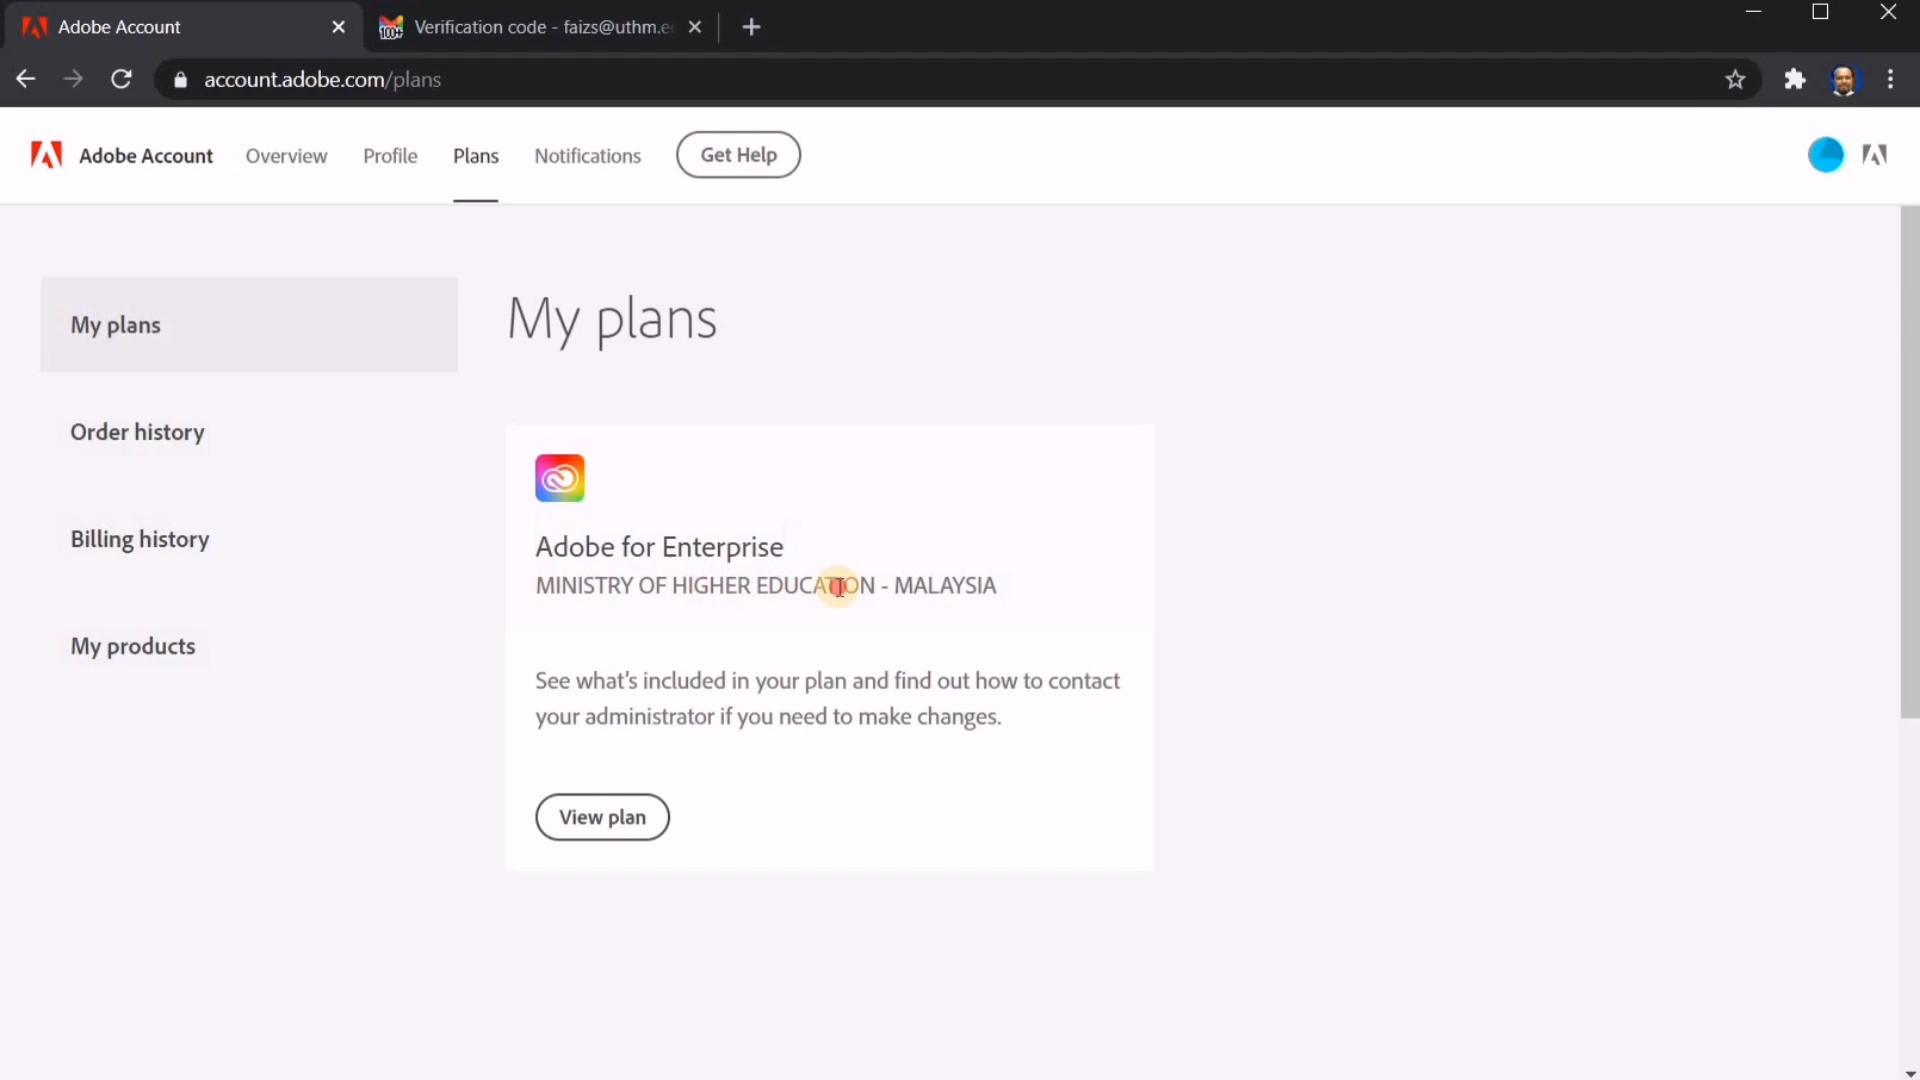 Adobe Account
Verification code - faizs@uthm.e
account.adobe.com/plans
Adobe Account
Overview
Profile
Plans
Notifications
Get Help
My plans
Order history
Billing history
My products
My plans
Adobe for Enterprise
MINISTRY OF HIGHER EDUCATION - MALAYSIA
See what's included in your plan and find out how to contact
your administrator if you need to make changes.
View plan